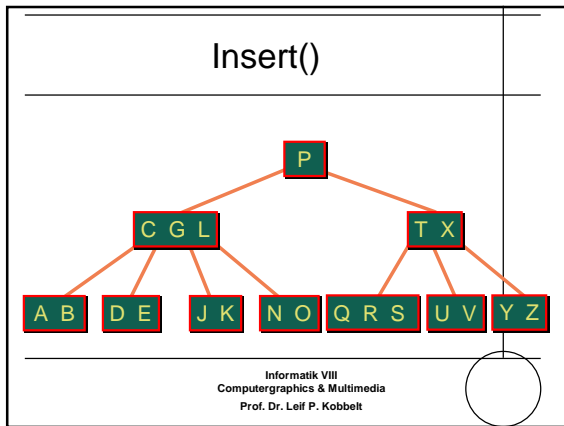 Insert()
P
C G L T X
A B D E J K N O Q R S U V Y Z
Informatik VIII
Computergraphics & Multimedia
Prof. Dr. Leif P. Kobbelt